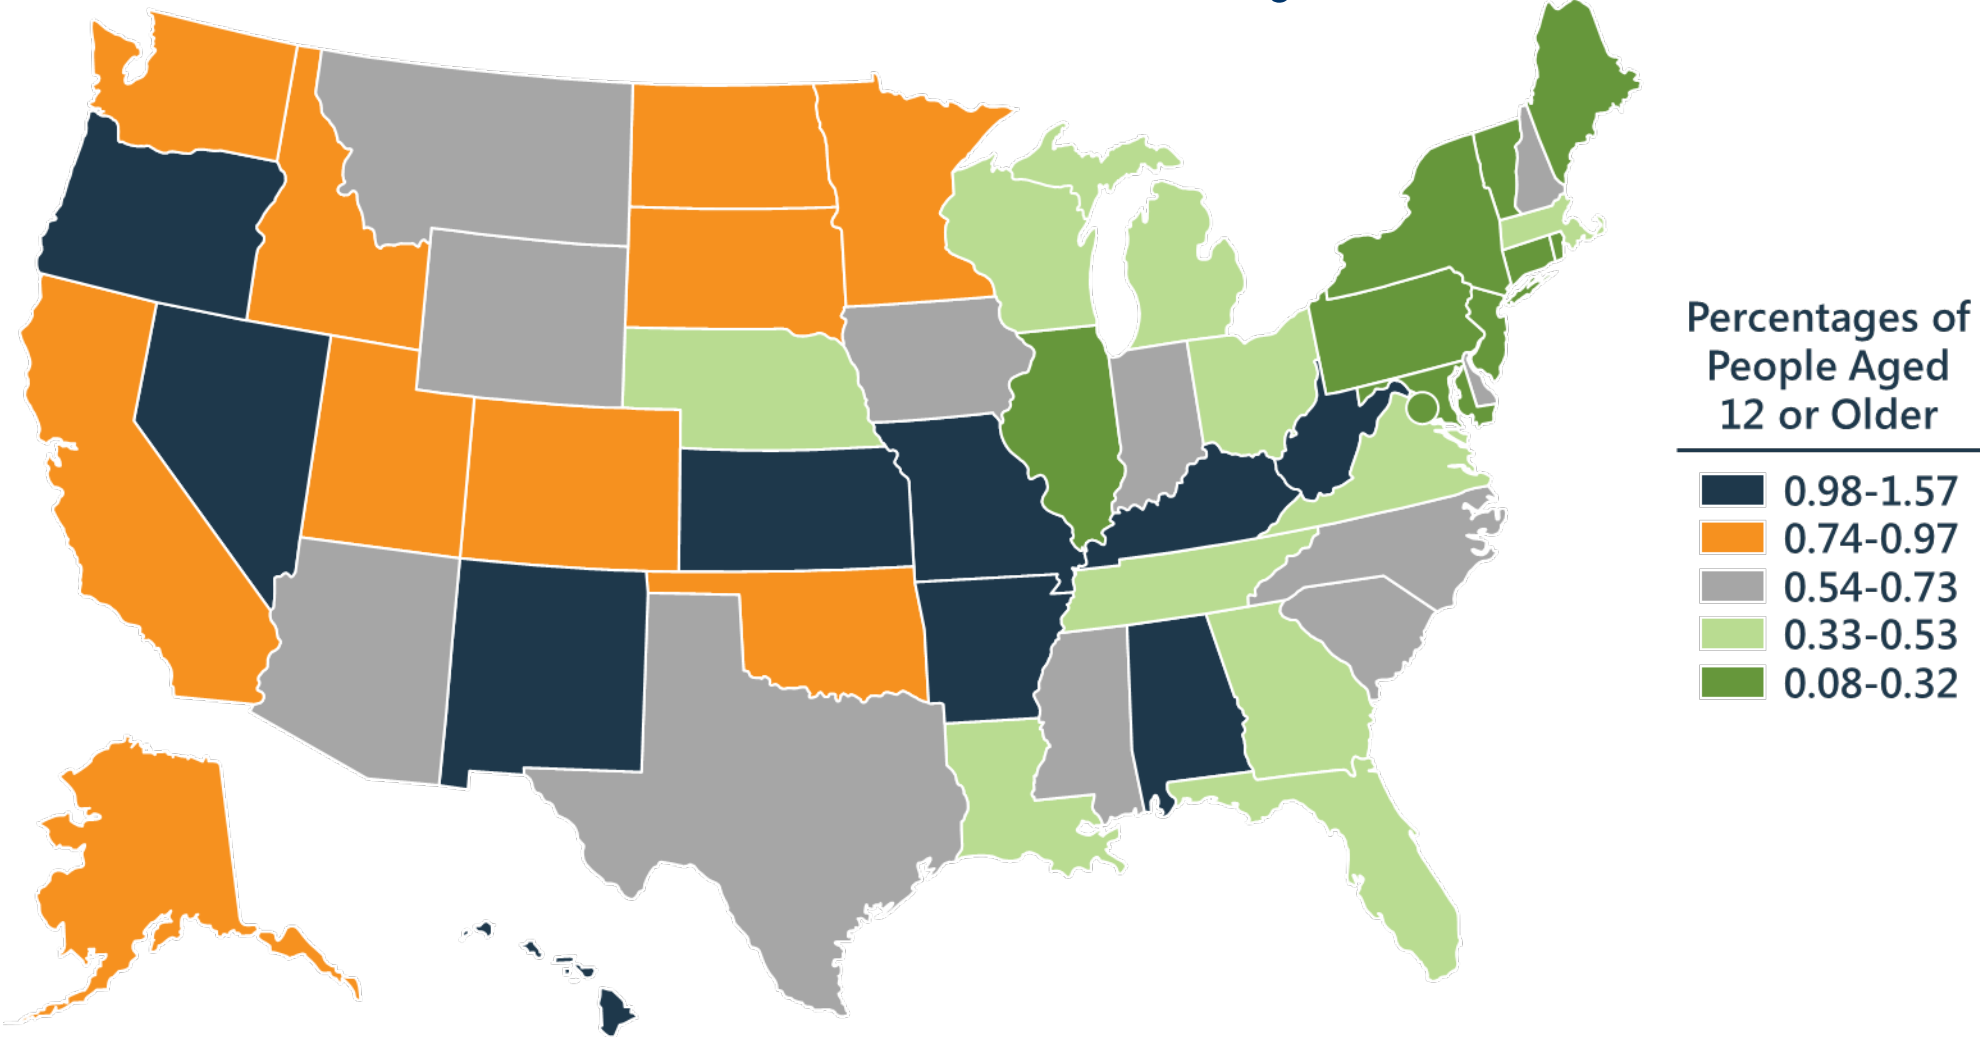 Percentages of
People Aged
12 or Older
0.98-1.57
0.74-0.97
0.54-0.73
0.33-0.53
0.08-0.32